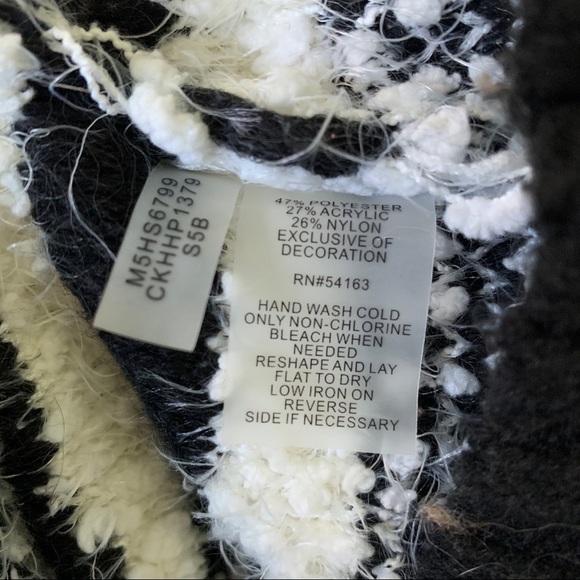 M5HS6799
CKHHP1379
S5B
47% POLYESTER
27% ACRYLIC
26% NYLON
EXCLUSIVE OF
DECORATION
RN#54163
HAND WASH COLD
ONLY NON-CHLORINE
BLEACH WHEN
NEEDED
RESHAPE AND LAY
FLAT TO DRY
LOW IRON ON
REVERSE
SIDE IF NECESSARY